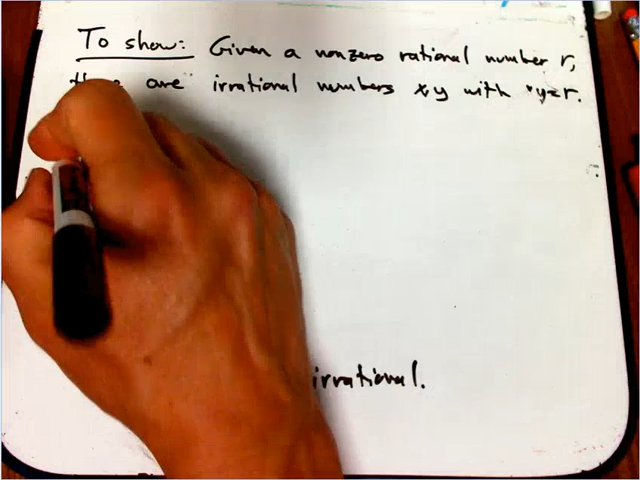 To show: Given a nonzero rational number r,
are irrational numbers x,y with xy=r.
irrational.